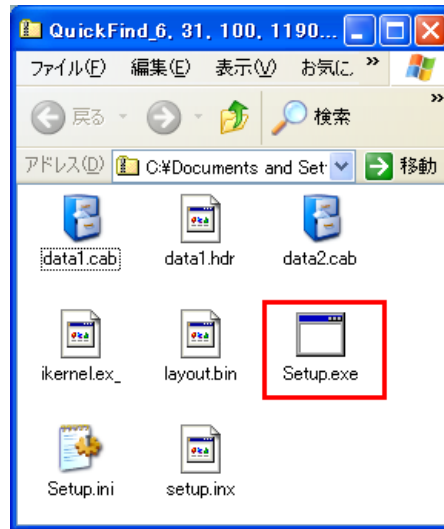 QuickFind_6, 31, 100, 1190...
ファイル(F) 編集(E) 表示(V) お気に »
戻る 検索 »
アドレス(D) C:¥Documents and Set 移動
data1.cab data1.hdr data2.cab
ikernel.ex_ layout.bin Setup.exe
Setup.ini setup.inx